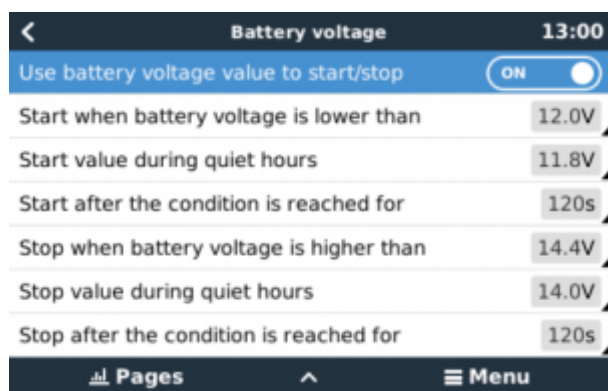 Battery voltage 13:00
Use battery voltage value to start/stop ON
Start when battery voltage is lower than 12.0V
Start value during quiet hours 11.8V
Start after the condition is reached for 120s
Stop when battery voltage is higher than 14.4V
Stop value during quiet hours 14.0V
Stop after the condition is reached for 120s
Pages Menu